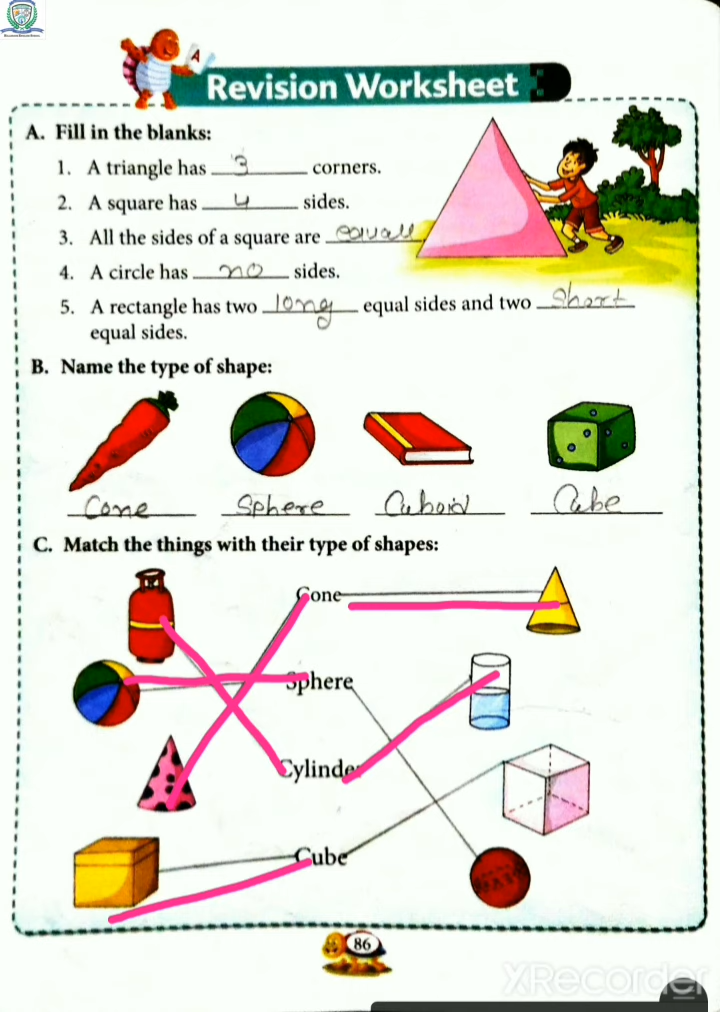 A
Revision Worksheet
A. Fill in the blanks:
1. A triangle has 3 corners.
2. A square has 4 sides.
3. All the sides of a square are equall
4. A circle has no sides.
5. A rectangle has two long equal sides and two short
equal sides.
B. Name the type of shape:
Cone Sphere Cuboid Cube
C. Match the things with their type of shapes:
Cone
Sphere
Cylinder
Cube
86
XRecorder